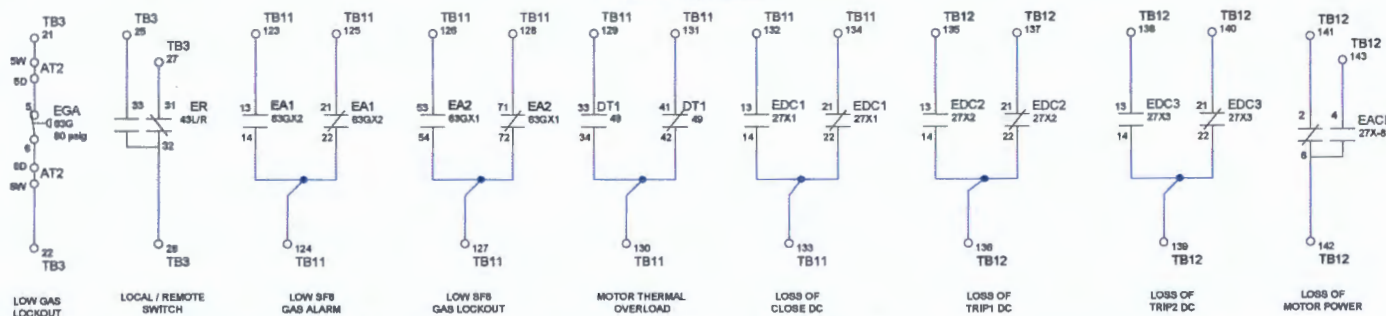 TB3
21
5W
AT2
5D
5
EGA
63G
80 psig
6
6D
AT2
6W
22
TB3
LOW GAS
LOCKOUT
TB3
25
TB3
27
33
31
ER
43L/R
32
28
TB3
LOCAL / REMOTE
SWITCH
TB11
123
TB11
125
13
EA1
63GX2
14
21
EA1
63GX2
22
124
TB11
LOW SF6
GAS ALARM
TB11
126
TB11
128
53
EA2
63GX1
54
71
EA2
63GX1
72
127
TB11
LOW SF6
GAS LOCKOUT
TB11
129
TB11
131
33
DT1
49
34
41
DT1
49
42
130
TB11
MOTOR THERMAL
OVERLOAD
TB11
132
TB11
134
13
EDC1
27X1
14
21
EDC1
27X1
22
133
TB11
LOSS OF
CLOSE DC
TB12
135
TB12
137
13
EDC2
27X2
14
21
EDC2
27X2
22
136
TB12
LOSS OF
TRIP1 DC
TB12
138
TB12
140
13
EDC3
27X3
14
21
EDC3
27X3
22
139
TB12
LOSS OF
TRIP2 DC
TB12
141
TB12
143
2
4
6
142
TB12
LOSS OF
MOTOR POWER